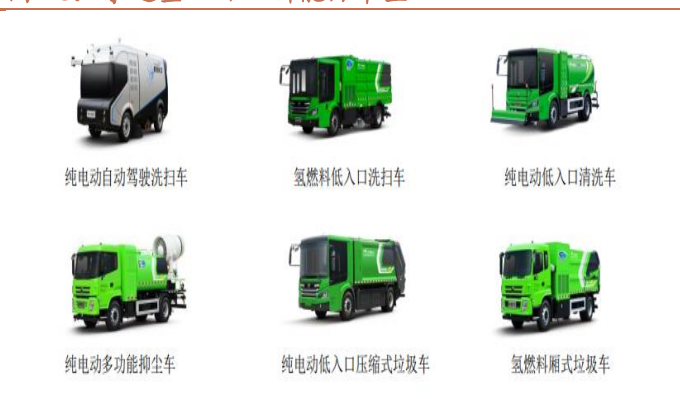 纯电动自动驾驶洗扫车
氢燃料低入口洗扫车
纯电动低入口清洗车
纯电动多功能抑尘车
纯电动低入口压缩式垃圾车
氢燃料厢式垃圾车